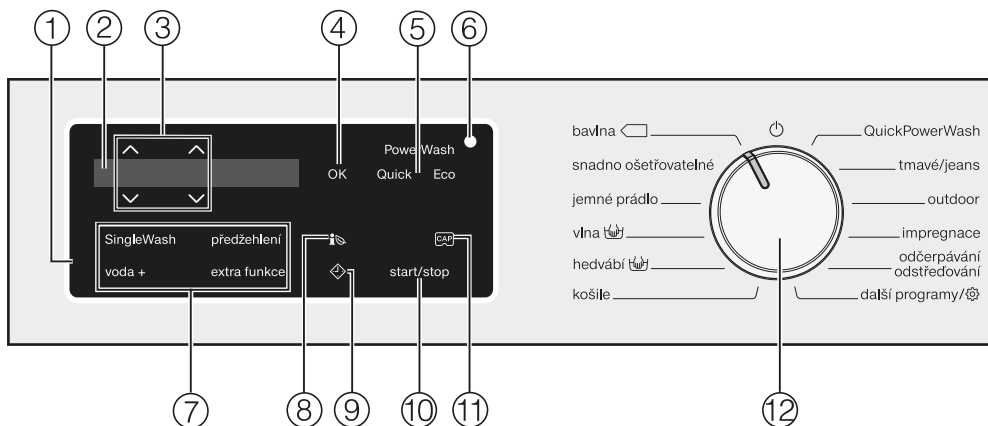 ① ② ③ ④ ⑤ ⑥
PowerWash
OK Quick Eco
SingleWash předžehlení
voda + extra funkce
CAP
start/stop
bavlna
snadno ošetřovatelné
jemné prádlo
vlna
hedvábí
košile
QuickPowerWash
tmavé/jeans
outdoor
impregnace
odčerpávání
odstřeďování
další programy/
⑦ ⑧ ⑨ ⑩ ⑪ ⑫